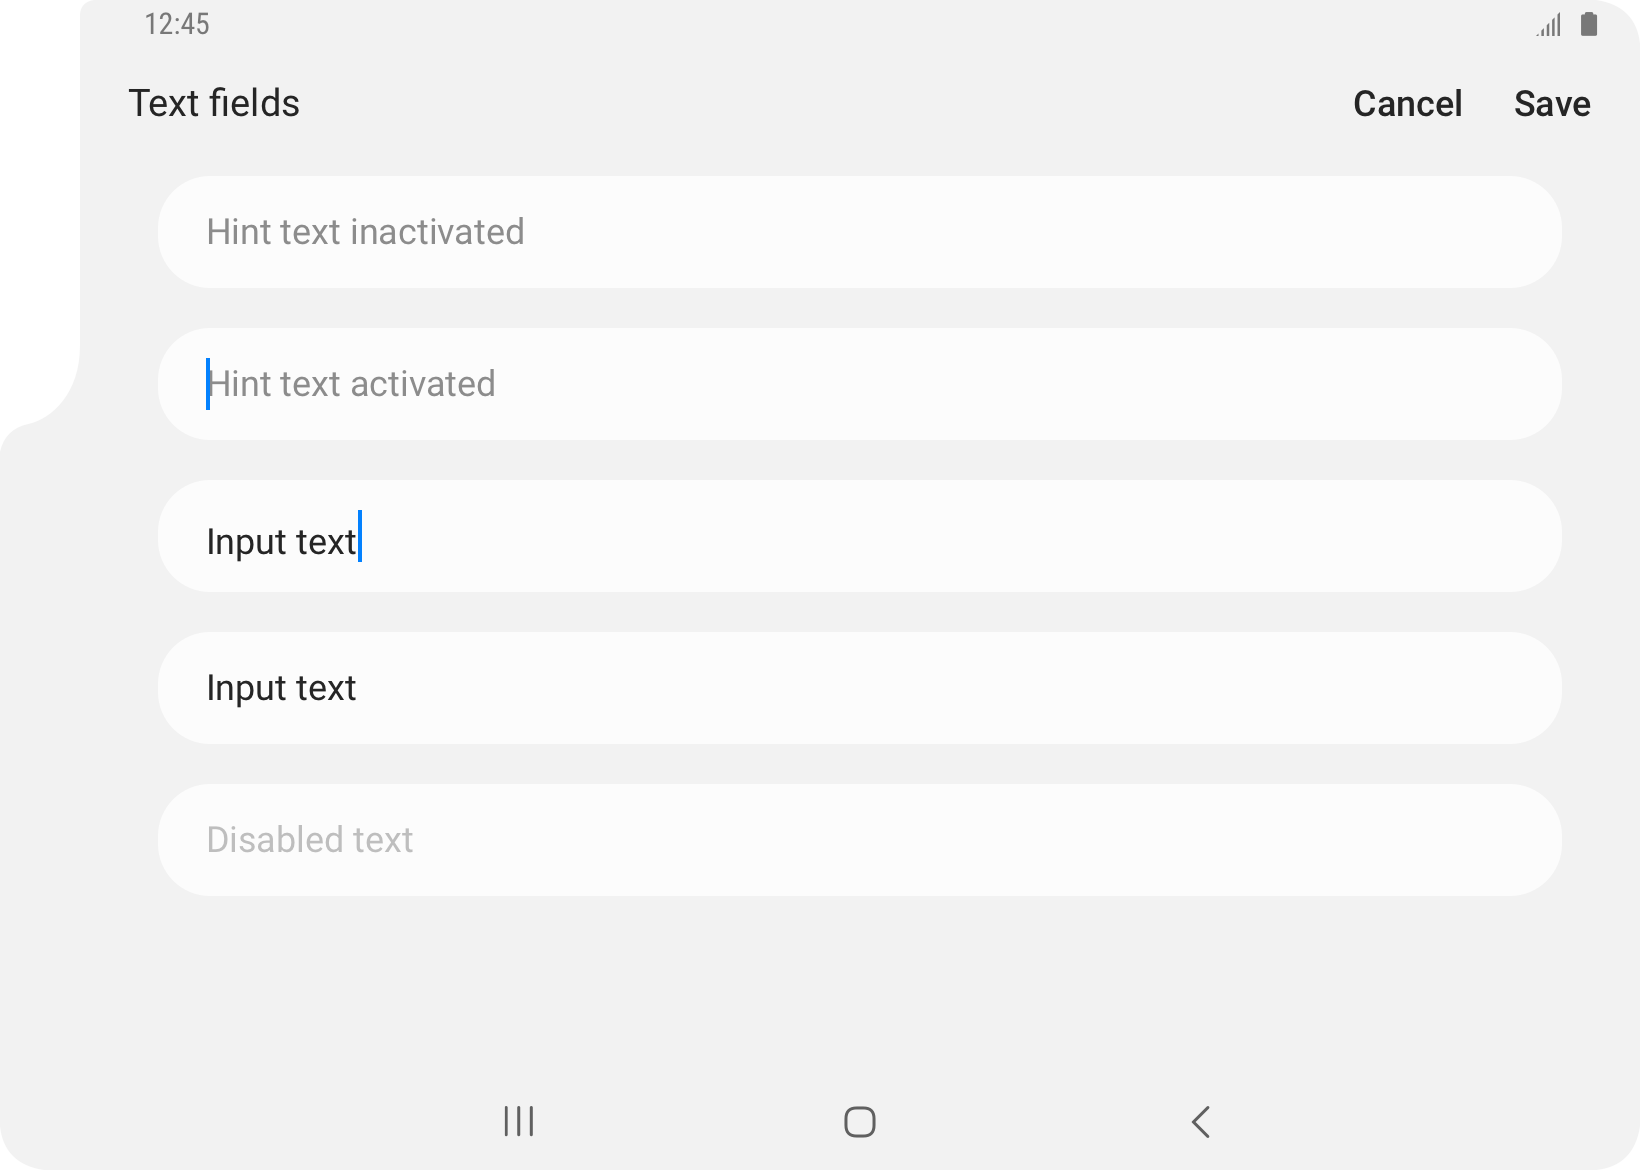 12:45
Text fields
Cancel
Save
Hint text inactivated
Hint text activated
Input text
Input text
Disabled text